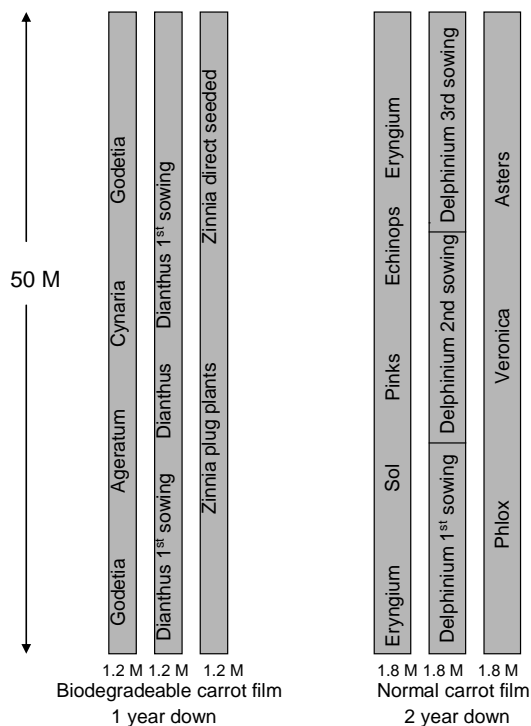 50 M
Godetia
Cynaria
Ageratum
Godetia
Dianthus 1st sowing
Dianthus
Dianthus 1st sowing
Zinnia direct seeded
Zinnia plug plants
Eryngium
Echinops
Pinks
Sol
Eryngium
Delphinium 3rd sowing
Delphinium 2nd sowing
Delphinium 1st sowing
Asters
Veronica
Phlox
1.2 M 1.2 M 1.2 M
Biodegradeable carrot film
1 year down
1.8 M 1.8 M 1.8 M
Normal carrot film
2 year down